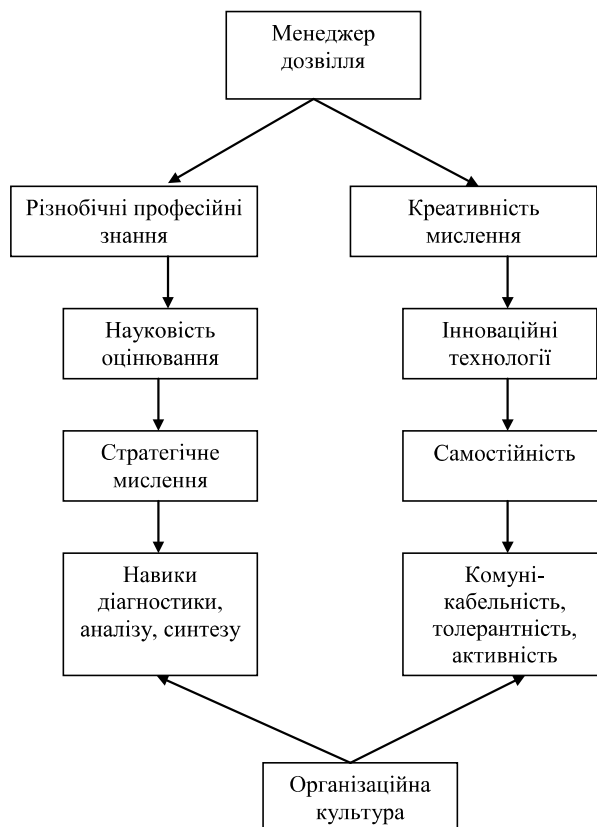 Менеджер
дозвілля
Різнобічні професійні
знання
Креативність
мислення
Науковість
оцінювання
Інноваційні
технології
Стратегічне
мислення
Самостійність
Навики
діагностики,
аналізу, синтезу
Комуні-
кабельність,
толерантність,
активність
Організаційна
культура